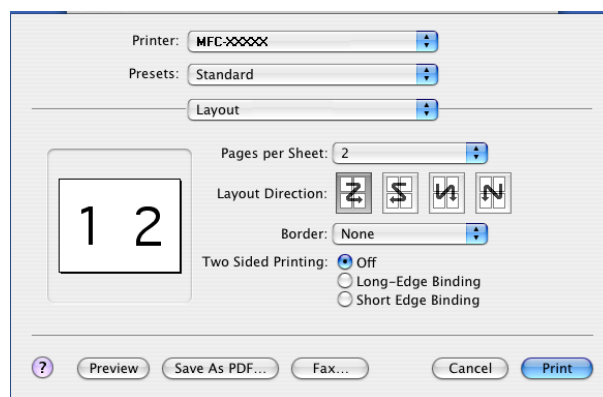 Printer: MFC-XXXXX
Presets: Standard
Layout
Pages per Sheet: 2
Layout Direction:
1 2
Border: None
Two Sided Printing: Off
Long-Edge Binding
Short Edge Binding
? Preview Save As PDF... Fax... Cancel Print